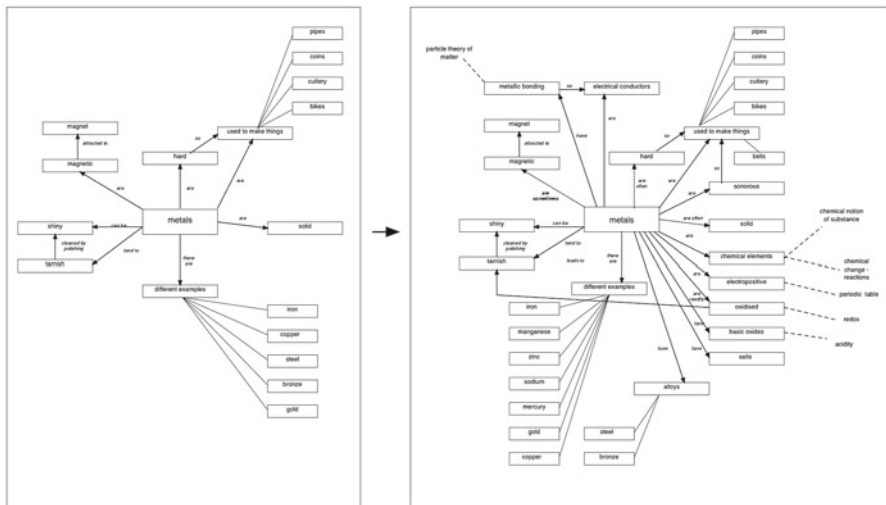 pipes
coins
cutlery
bikes
used to make things
magnet
attracted to
magnetic
so
hard
are
are
are
metals
are
solid
shiny
can be
cleaned by
polishing
tarnish
tend to
there
are
different examples
iron
copper
steel
bronze
gold
particle theory of
matter
metallic bonding
so
electrical conductors
pipes
coins
cutlery
bikes
used to make things
bells
have
are
magnet
attracted to
magnetic
so
hard
are
often
are
so
sonorous
are
are
sometimes
metals
are often
solid
shiny
can be
cleaned by
polishing
tarnish
tend to
leads to
there
are
different examples
are
chemical elements
chemical notion
of substance
chemical
change -
reactions
are
electropositive
periodic table
are
oxidised
redox
basic oxides
acidity
form
form
form
iron
manganese
zinc
sodium
mercury
gold
copper
alloys
steel
bronze